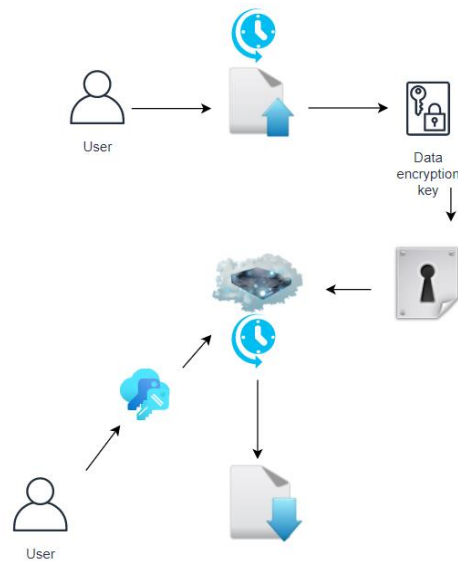 User
Data
encryption
key
User